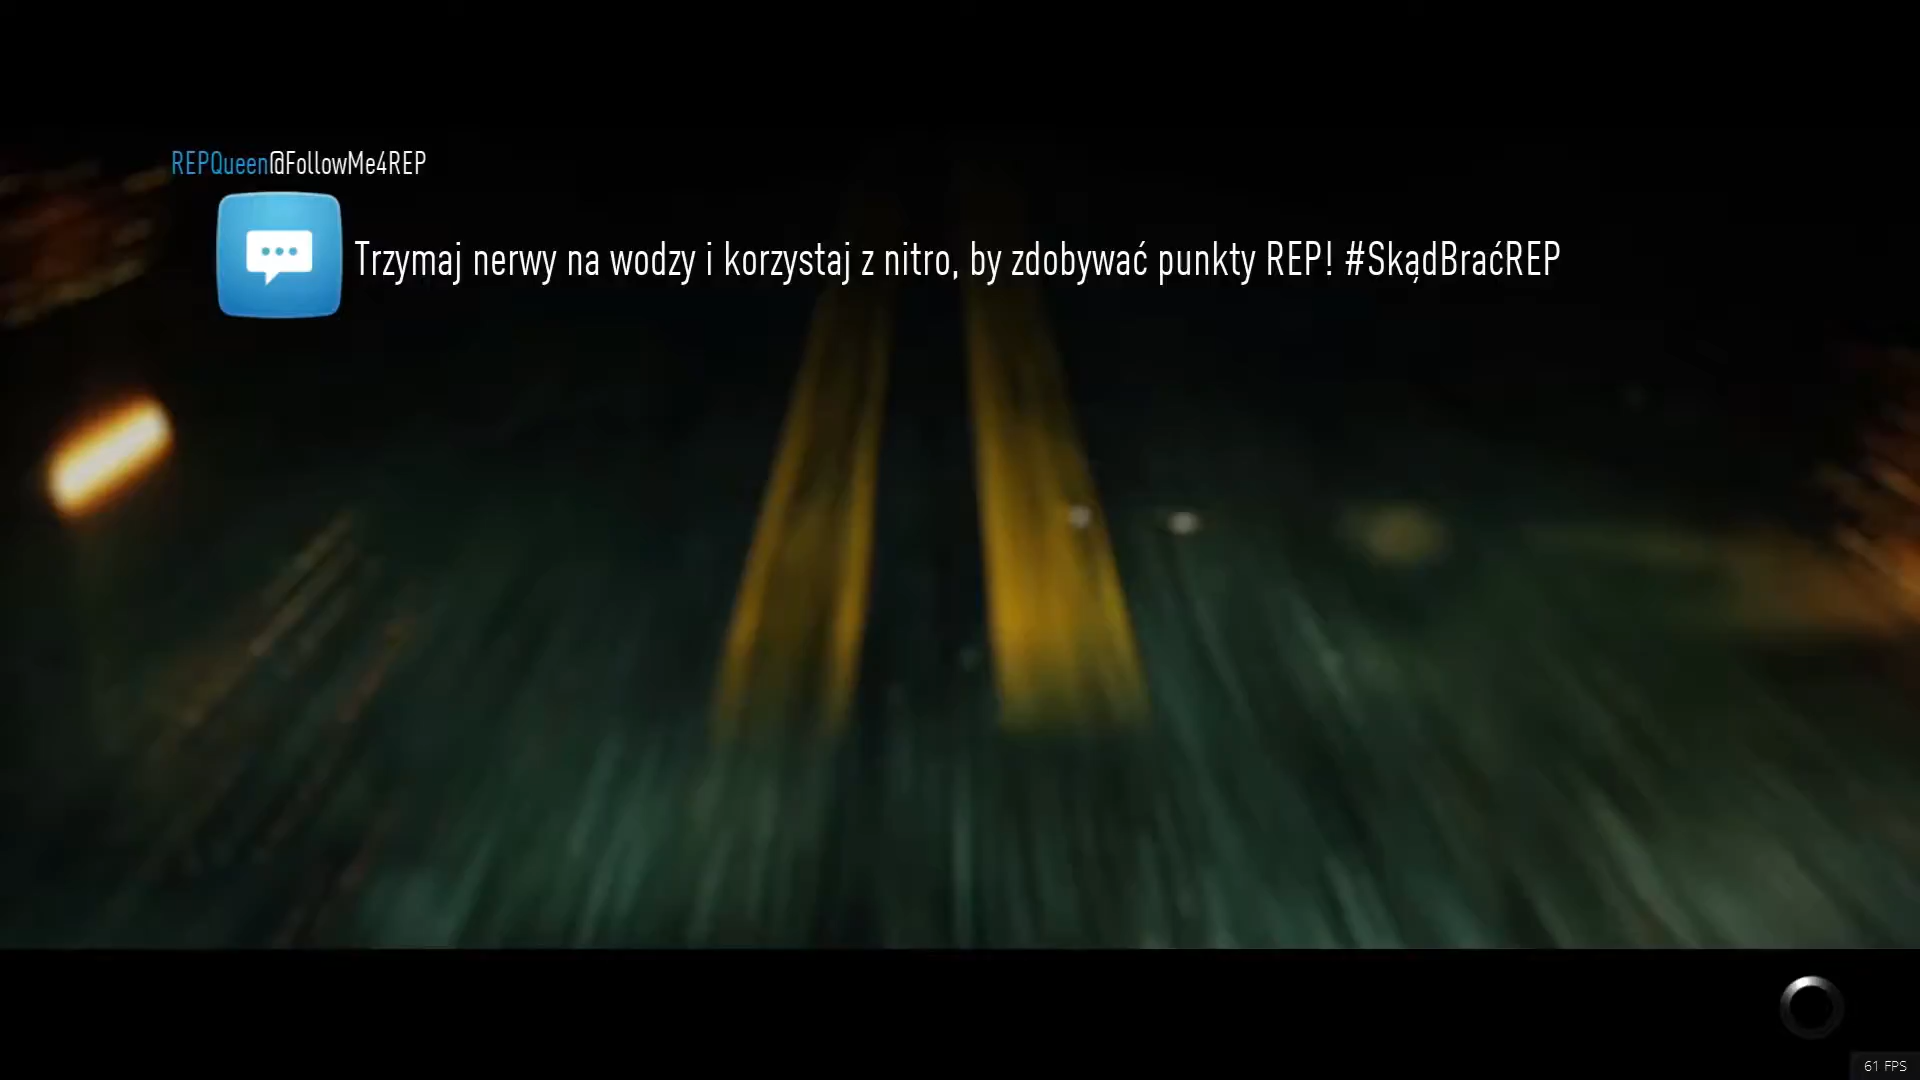 REPQueen@FollowMe4REP
Trzymaj nerwy na wodzy i korzystaj z nitro, by zdobywać punkty REP! #SkądBraćREP
61 FPS